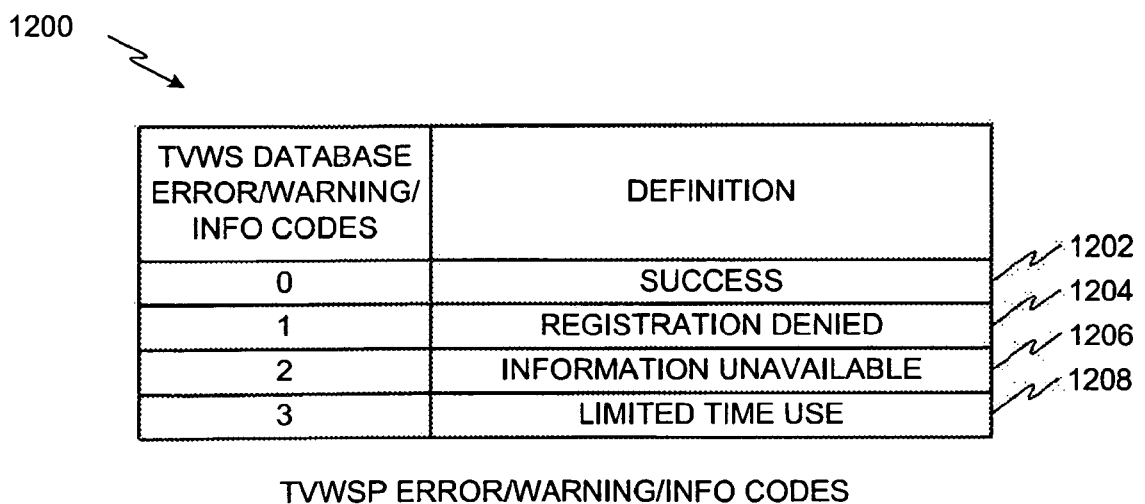 1200
TVWS DATABASE
ERROR/WARNING/
INFO CODES
DEFINITION
0 SUCCESS 1202
1 REGISTRATION DENIED 1204
2 INFORMATION UNAVAILABLE 1206
3 LIMITED TIME USE 1208
TVWSP ERROR/WARNING/INFO CODES